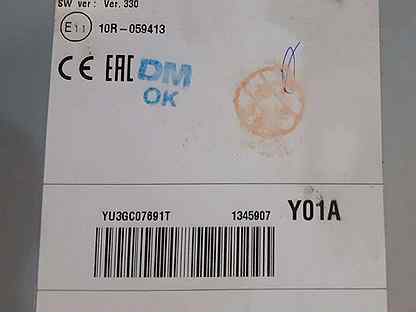 SW ver: Ver. 330
E11 10R-059413
CE EAC DM
OK
YU3GC07691T 1345907 Y01A